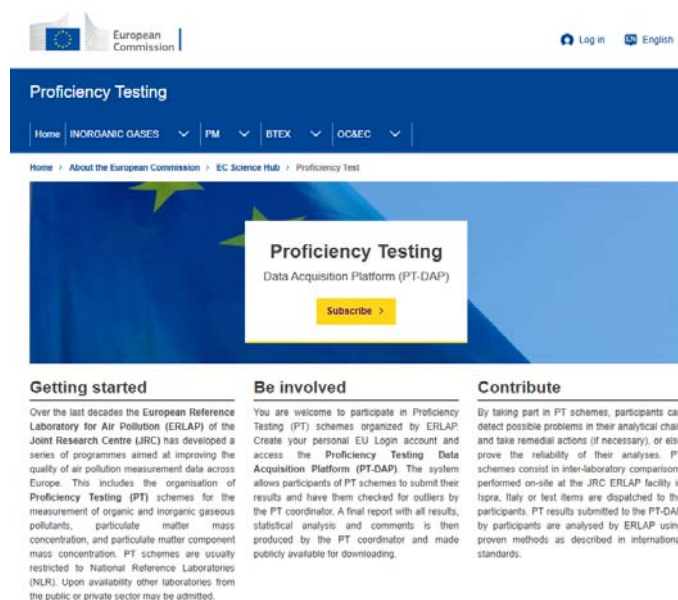 European
Commission
Log in
EN English
Proficiency Testing
Home INORGANIC GASES PM BTEX OC&EC
Home > About the European Commission > EC Science Hub > Proficiency Test
Proficiency Testing
Data Acquisition Platform (PT-DAP)
Subscribe >
Getting started
Over the last decades the European Reference
Laboratory for Air Pollution (ERLAP) of the
Joint Research Centre (JRC) has developed a
series of programmes aimed at improving the
quality of air pollution measurement data across
Europe. This includes the organisation of
Proficiency Testing (PT) schemes for the
measurement of organic and inorganic gaseous
pollutants, particulate matter mass
concentration, and particulate matter component
mass concentration. PT schemes are usually
restricted to National Reference Laboratories
(NLR). Upon availability other laboratories from
the public or private sector may be admitted.
Be involved
You are welcome to participate in Proficiency
Testing (PT) schemes organized by ERLAP.
Create your personal EU Login account and
access the Proficiency Testing Data
Acquisition Platform (PT-DAP). The system
allows participants of PT schemes to submit their
results and have them checked for outliers by
the PT coordinator. A final report with all results,
statistical analysis and comments is then
produced by the PT coordinator and made
publicly available for downloading.
Contribute
By taking part in PT schemes, participants can
detect possible problems in their analytical chain
and take remedial actions (if necessary), or else
prove the reliability of their analyses. PT
schemes consist in inter-laboratory comparison
performed on-site at the JRC ERLAP facility in
Ispra, Italy or test items are dispatched to the
participants. PT results submitted to the PT-DAP
by participants are analysed by ERLAP using
proven methods as described in international
standards.